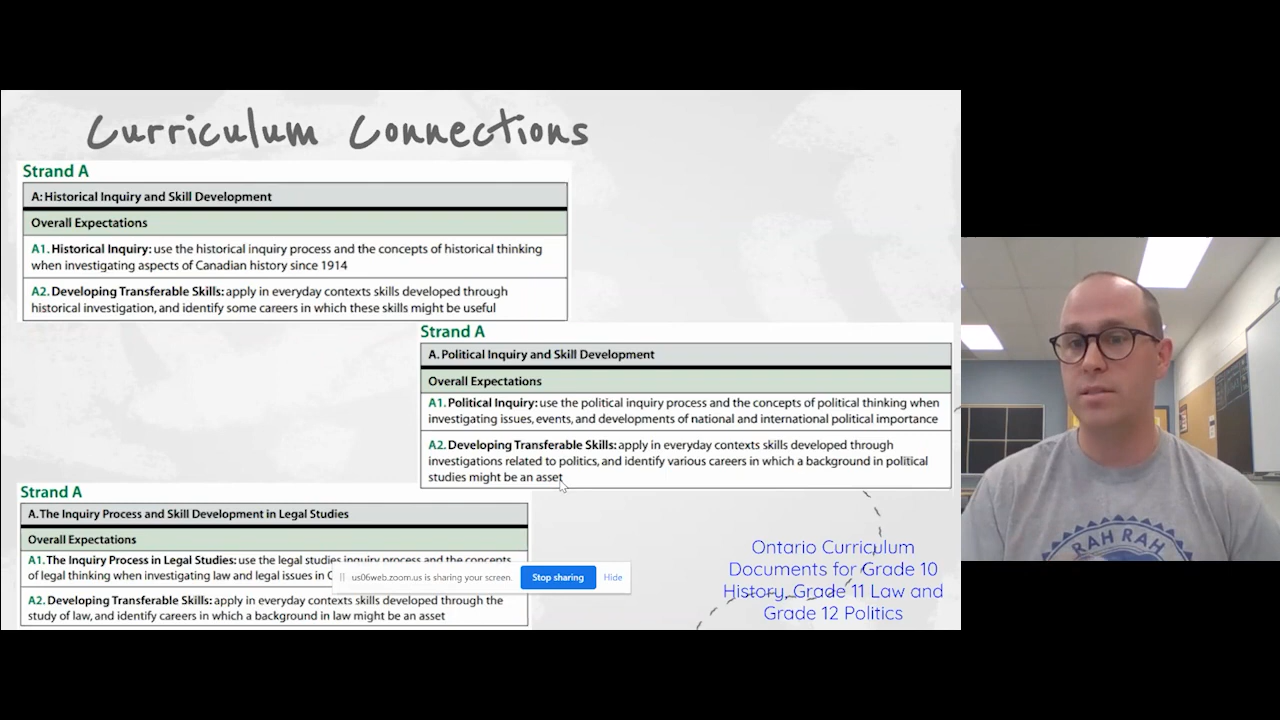 Curriculum Connections
Strand A
A: Historical Inquiry and Skill Development
Overall Expectations
A1. Historical Inquiry: use the historical inquiry process and the concepts of historical thinking
when investigating aspects of Canadian history since 1914
A2. Developing Transferable Skills: apply in everyday contexts skills developed through
historical investigation, and identify some careers in which these skills might be useful
Strand A
A. Political Inquiry and Skill Development
Overall Expectations
A1. Political Inquiry: use the political inquiry process and the concepts of political thinking when
investigating issues, events, and developments of national and international political importance
A2. Developing Transferable Skills: apply in everyday contexts skills developed through
investigations related to politics, and identify various careers in which a background in political
studies might be an asset
Strand A
A. The Inquiry Process and Skill Development in Legal Studies
Overall Expectations
A1. The Inquiry Process in Legal Studies: use the legal studies inquiry process and the concepts
of legal thinking when investigating law and legal issues in
A2. Developing Transferable Skills: apply in everyday contexts skills developed through the
study of law, and identify careers in which a background in law might be an asset
us06web.zoom.us is sharing your screen.
Stop sharing
Hide
Ontario Curriculum
Documents for Grade 10
History, Grade 11 Law and
Grade 12 Politics
RAH RAH